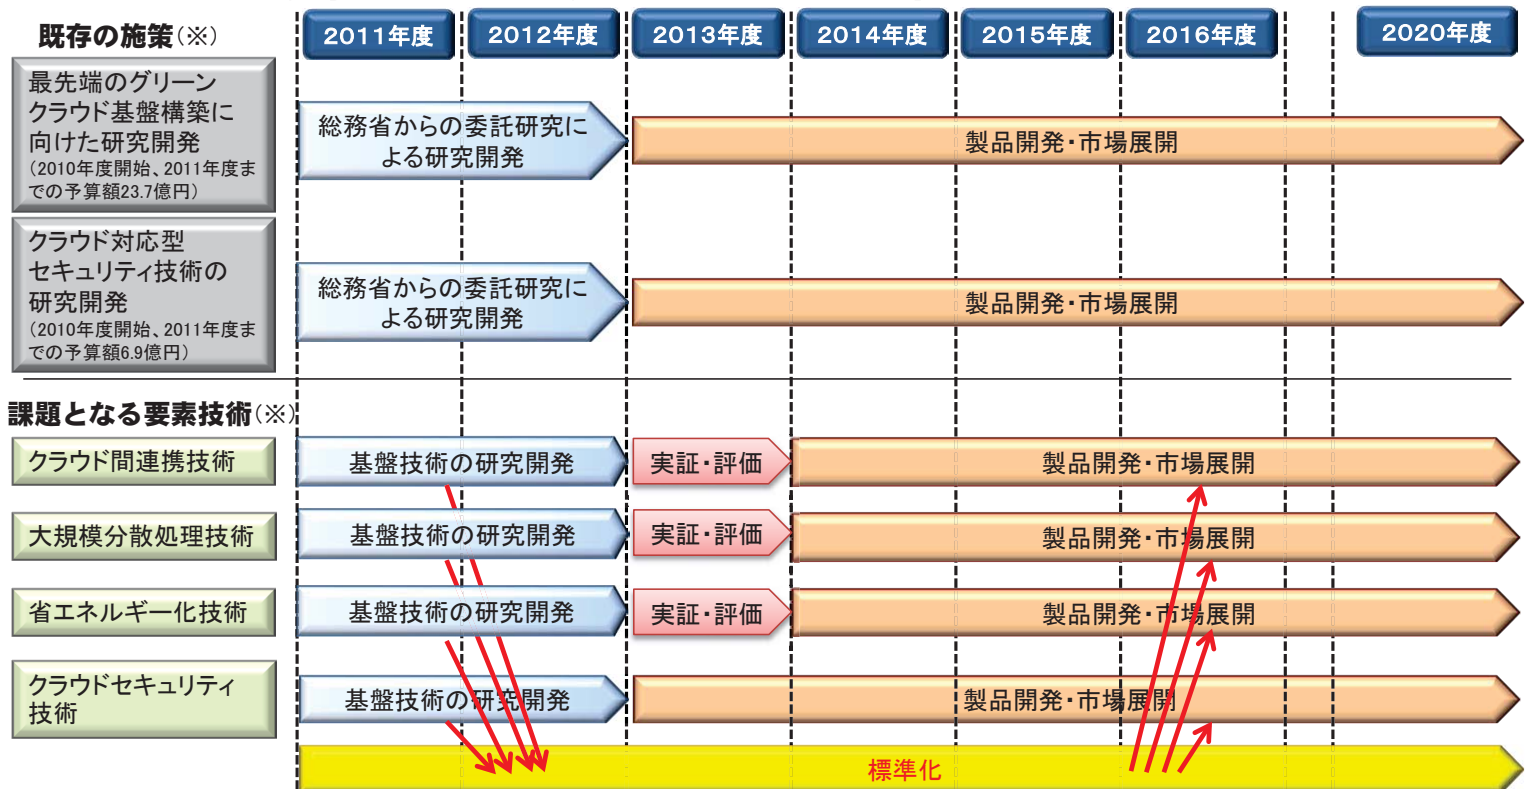 既存の施策(※)
2011年度
2012年度
2013年度
2014年度
2015年度
2016年度
2020年度
最先端のグリーン
クラウド基盤構築に
向けた研究開発
(2010年度開始、2011年度ま
での予算額23.7億円)
総務省からの委託研究に
よる研究開発
製品開発・市場展開
クラウド対応型
セキュリティ技術の
研究開発
(2010年度開始、2011年度ま
での予算額6.9億円)
総務省からの委託研究に
よる研究開発
製品開発・市場展開
課題となる要素技術(※)
クラウド間連携技術
基盤技術の研究開発
実証・評価
製品開発・市場展開
大規模分散処理技術
基盤技術の研究開発
実証・評価
製品開発・市場展開
省エネルギー化技術
基盤技術の研究開発
実証・評価
製品開発・市場展開
クラウドセキュリティ
技術
基盤技術の研究開発
製品開発・市場展開
標準化